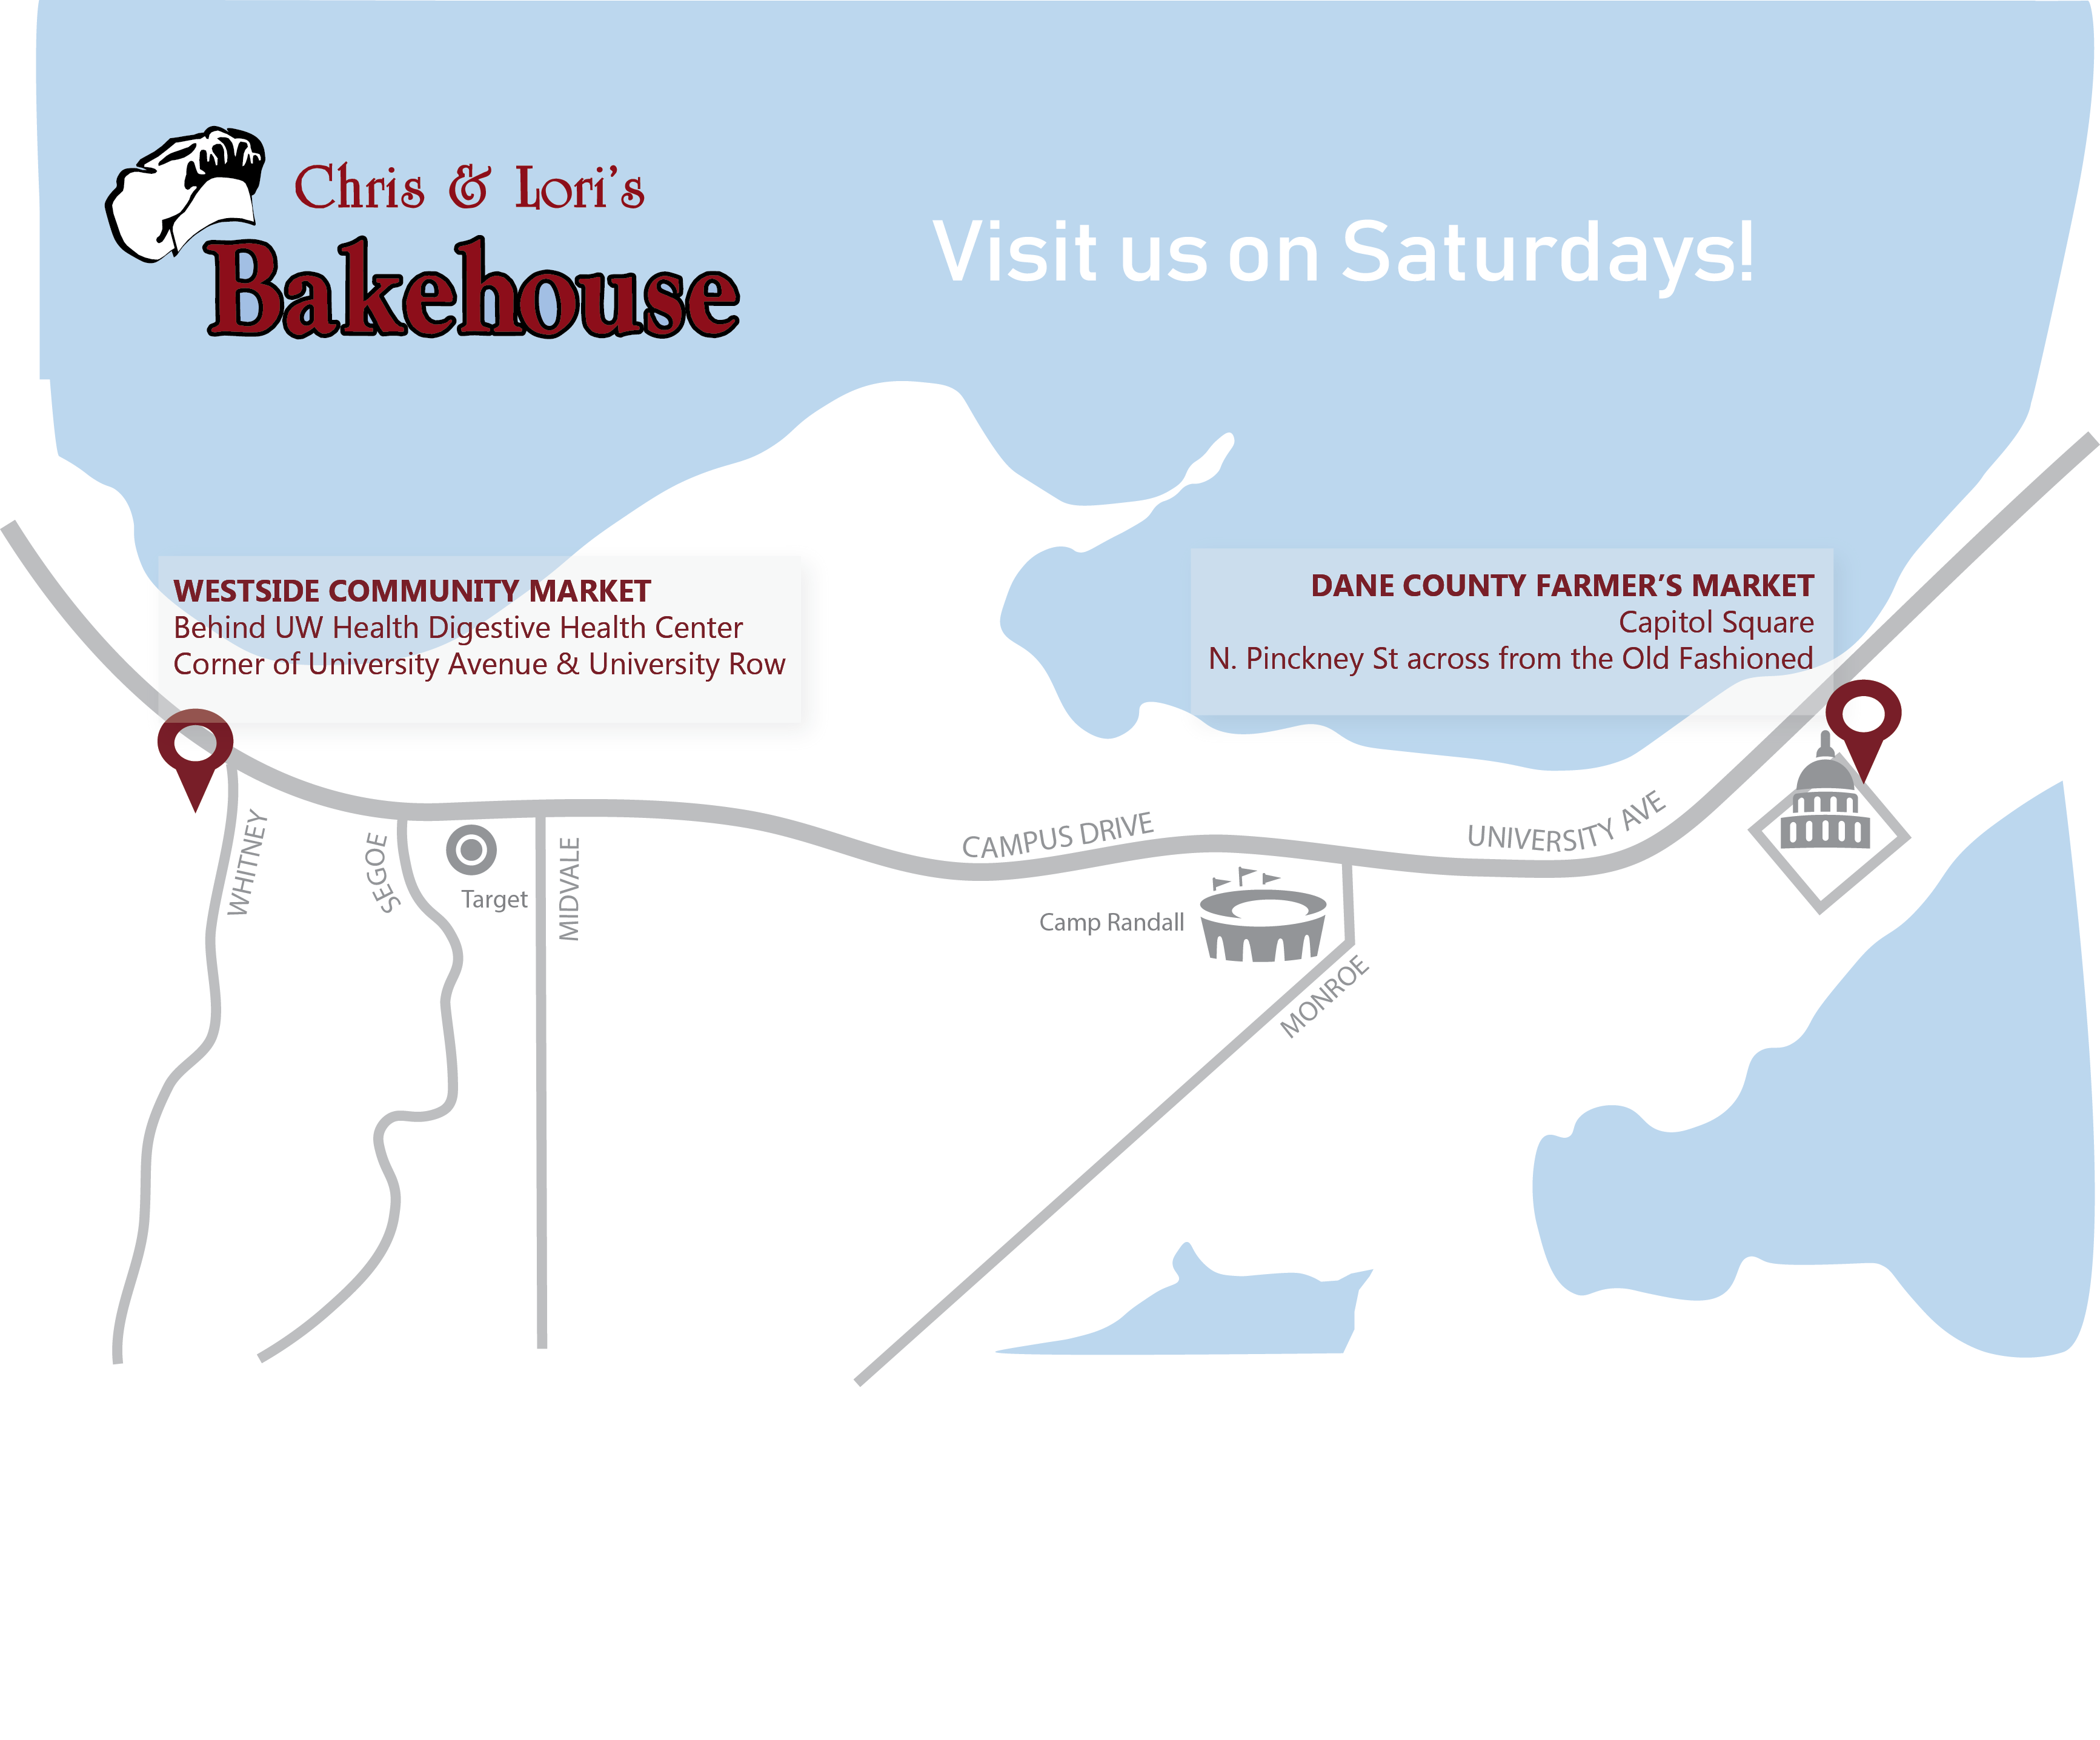 Chris & Lori's
Bakehouse
Visit us on Saturdays!
WESTSIDE COMMUNITY MARKET
Behind UW Health Digestive Health Center
Corner of University Avenue & University Row
DANE COUNTY FARMER’S MARKET
Capitol Square
N. Pinckney St across from the Old Fashioned
WHITNEY
SEGOE
Target
MIDVALE
CAMPUS DRIVE
UNIVERSITY AVE
Camp Randall
MONROE